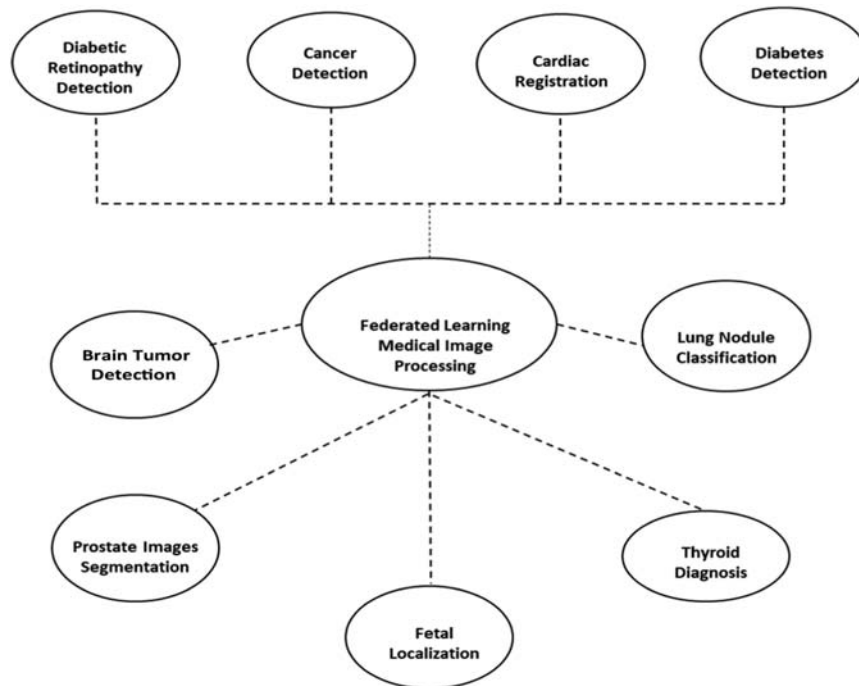 Diabetic
Retinopathy
Detection
Cancer
Detection
Cardiac
Registration
Diabetes
Detection
Federated Learning
Medical Image
Processing
Brain Tumor
Detection
Lung Nodule
Classification
Prostate Images
Segmentation
Thyroid
Diagnosis
Fetal
Localization